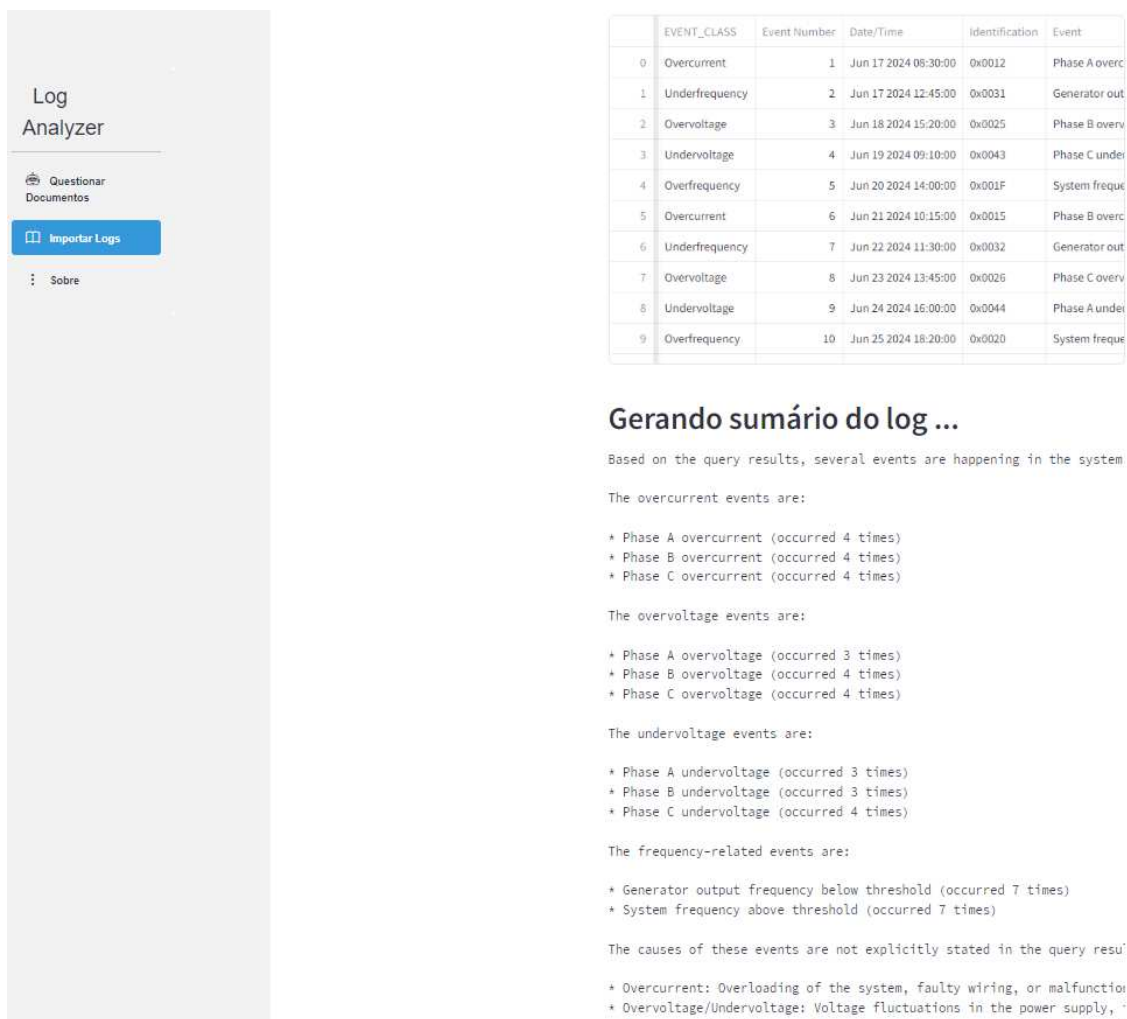 Log
Analyzer
Questionar
Documentos
Importar Logs
Sobre
EVENT_CLASS Event Number Date/Time Identification Event
0 Overcurrent 1 Jun 17 2024 08:30:00 0x0012 Phase A overc
1 Underfrequency 2 Jun 17 2024 12:45:00 0x0031 Generator out
2 Overvoltage 3 Jun 18 2024 15:20:00 0x0025 Phase B overv
3 Undervoltage 4 Jun 19 2024 09:10:00 0x0043 Phase C under
4 Overfrequency 5 Jun 20 2024 14:00:00 0x001F System freque
5 Overcurrent 6 Jun 21 2024 10:15:00 0x0015 Phase B overc
6 Underfrequency 7 Jun 22 2024 11:30:00 0x0032 Generator out
7 Overvoltage 8 Jun 23 2024 13:45:00 0x0026 Phase C overv
8 Undervoltage 9 Jun 24 2024 16:00:00 0x0044 Phase A under
9 Overfrequency 10 Jun 25 2024 18:20:00 0x0020 System freque
Gerando sumário do log ...
Based on the query results, several events are happening in the system
The overcurrent events are:
* Phase A overcurrent (occurred 4 times)
* Phase B overcurrent (occurred 4 times)
* Phase C overcurrent (occurred 4 times)
The overvoltage events are:
* Phase A overvoltage (occurred 3 times)
* Phase B overvoltage (occurred 4 times)
* Phase C overvoltage (occurred 4 times)
The undervoltage events are:
* Phase A undervoltage (occurred 3 times)
* Phase B undervoltage (occurred 3 times)
* Phase C undervoltage (occurred 4 times)
The frequency-related events are:
* Generator output frequency below threshold (occurred 7 times)
* System frequency above threshold (occurred 7 times)
The causes of these events are not explicitly stated in the query resu
* Overcurrent: Overloading of the system, faulty wiring, or malfunctio
* Overvoltage/Undervoltage: Voltage fluctuations in the power supply,